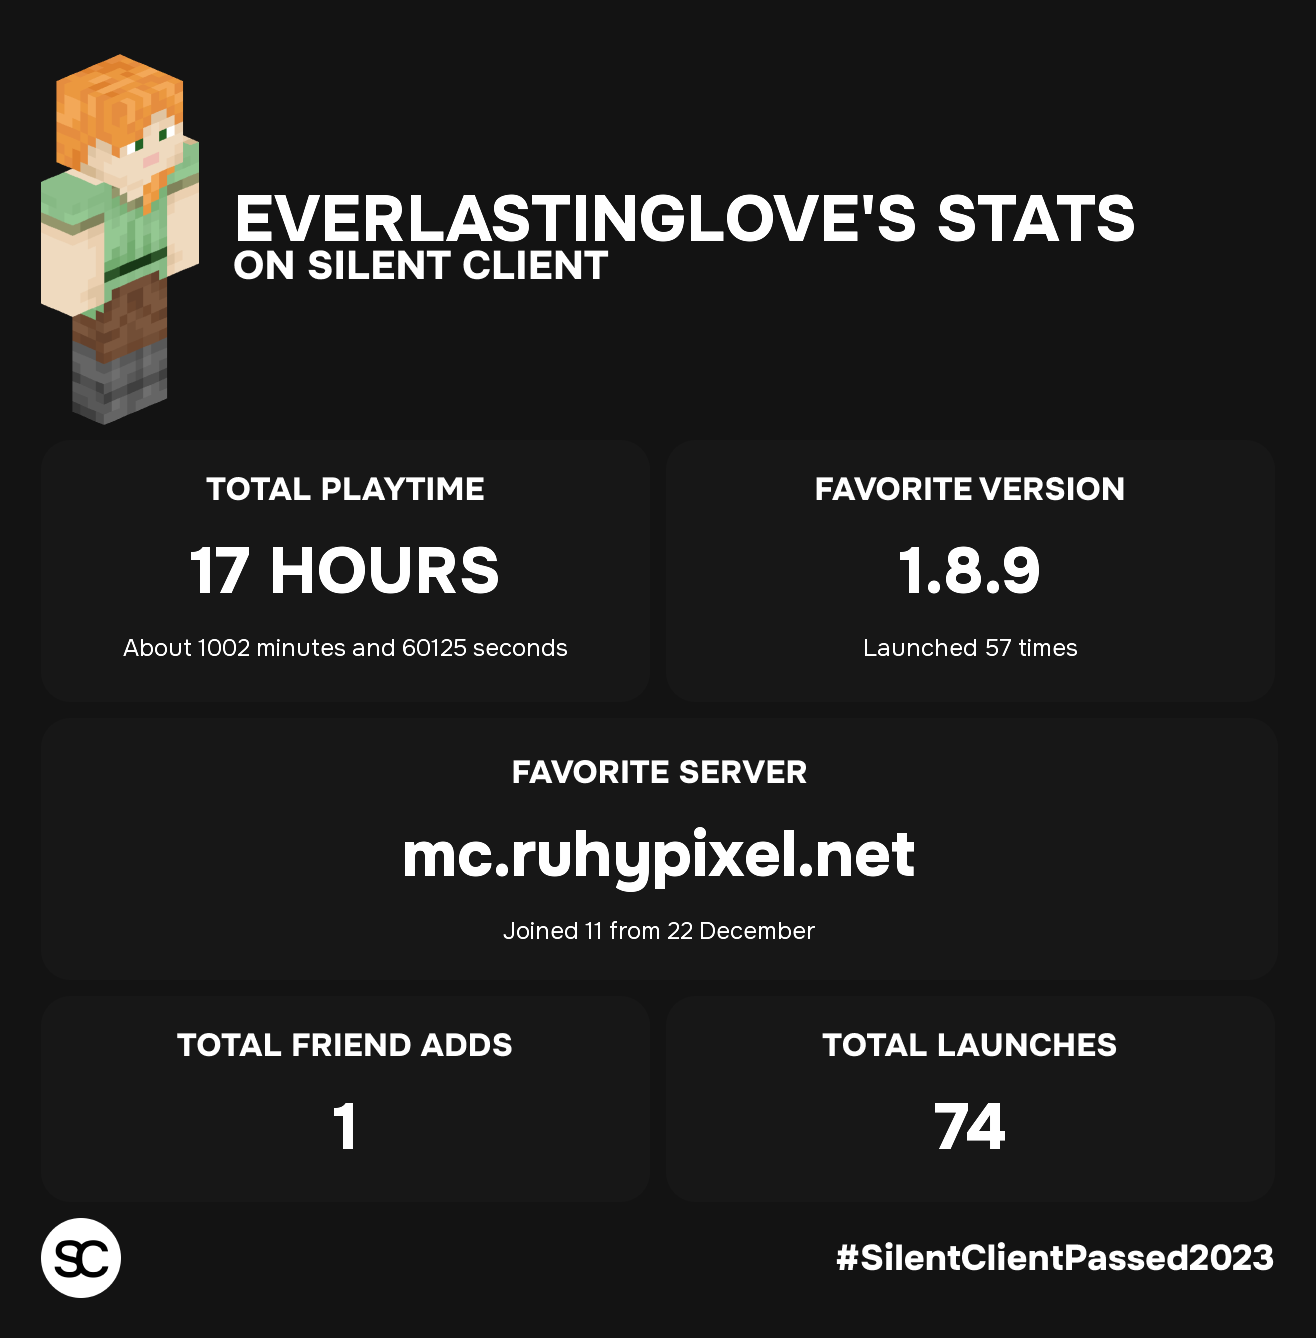 EVERLASTINGLOVE'S STATS
ON SILENT CLIENT
TOTAL PLAYTIME
17 HOURS
About 1002 minutes and 60125 seconds
FAVORITE VERSION
1.8.9
Launched 57 times
FAVORITE SERVER
mc.ruhypixel.net
Joined 11 from 22 December
TOTAL FRIEND ADDS
1
TOTAL LAUNCHES
74
SC
#SilentClientPassed2023